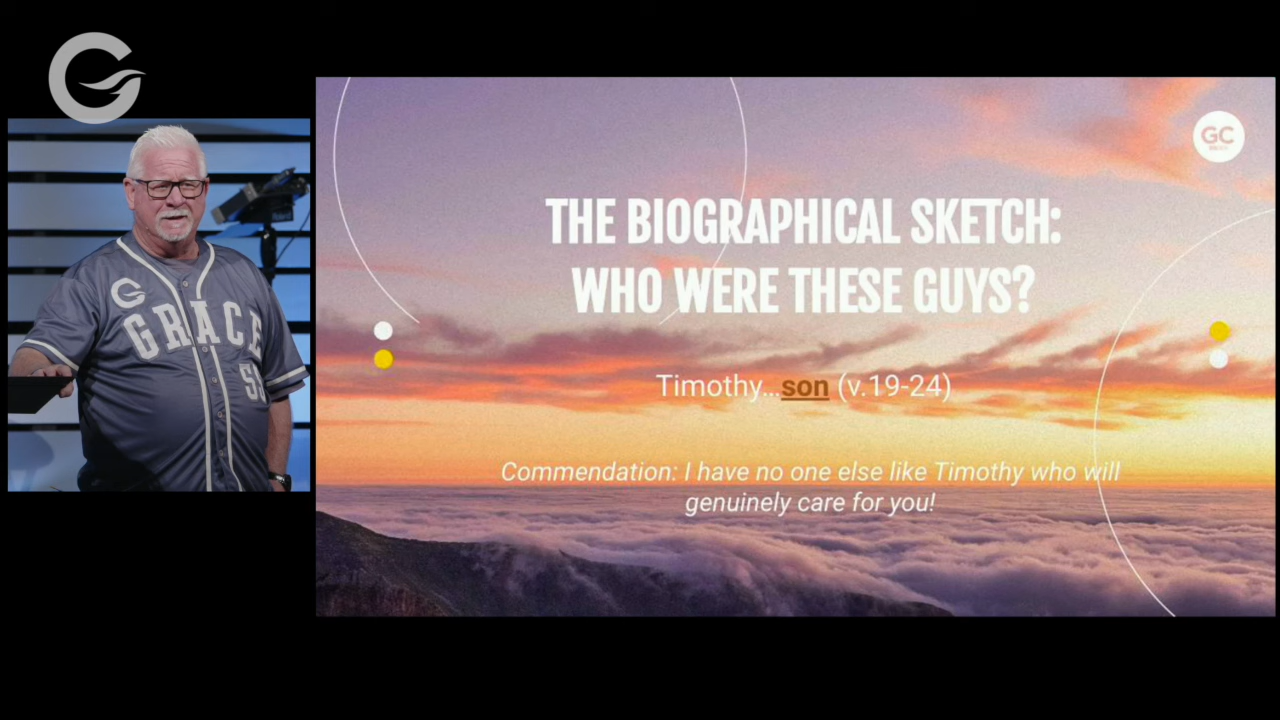 GRACE
GC
THE BIOGRAPHICAL SKETCH:
WHO WERE THESE GUYS?
Timothy...son (v.19-24)
Commendation: I have no one else like Timothy who will
genuinely care for you!